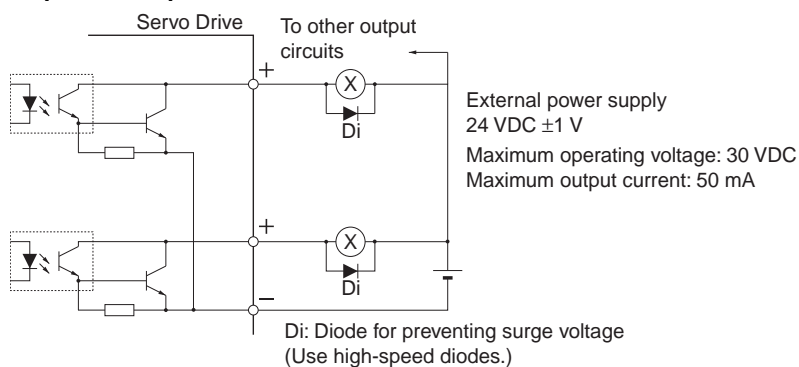 Servo Drive
To other output
circuits
+
X
Di
External power supply
24 VDC ±1 V
Maximum operating voltage: 30 VDC
Maximum output current: 50 mA
+
X
Di
−
Di: Diode for preventing surge voltage
(Use high-speed diodes.)